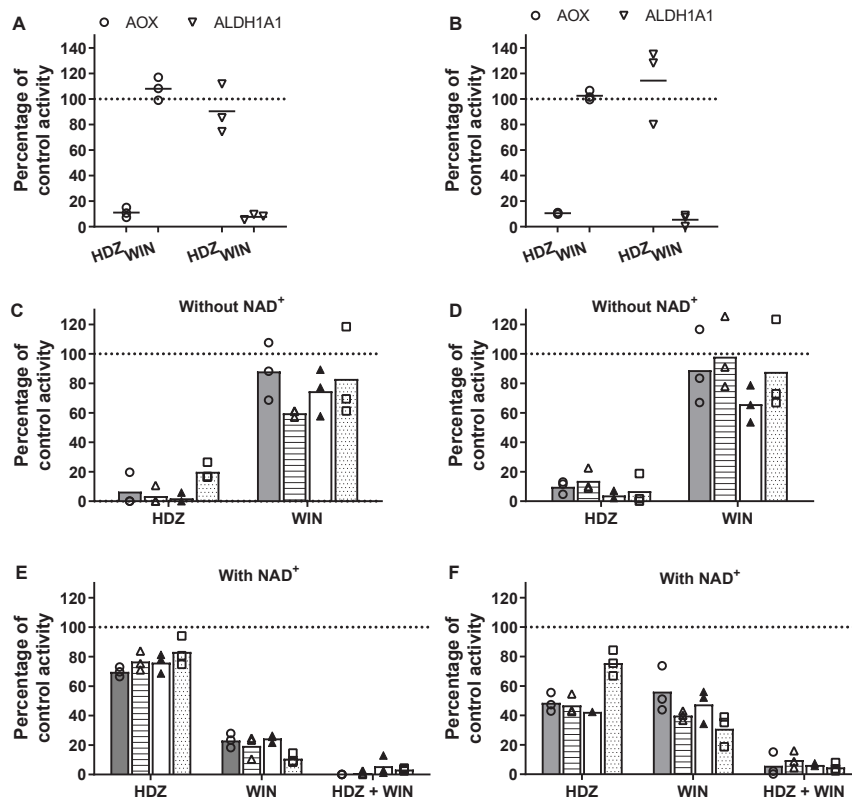 A
AOX
ALDH1A1
Percentage of
control activity
140
120
100
80
60
40
20
0
HDZ
WIN
HDZ
WIN
B
AOX
ALDH1A1
Percentage of
control activity
140
120
100
80
60
40
20
0
HDZ
WIN
HDZ
WIN
C
Without NAD+
Percentage of
control activity
120
100
80
60
40
20
0
HDZ
WIN
D
Without NAD+
Percentage of
control activity
120
100
80
60
40
20
0
HDZ
WIN
E
With NAD+
Percentage of
control activity
120
100
80
60
40
20
0
HDZ
WIN
HDZ + WIN
F
With NAD+
Percentage of
control activity
120
100
80
60
40
20
0
HDZ
WIN
HDZ + WIN